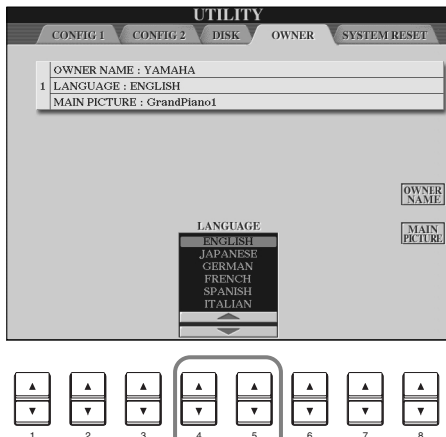 UTILITY
CONFIG 1 CONFIG 2 DISK OWNER SYSTEM RESET
OWNER NAME : YAMAHA
1 LANGUAGE : ENGLISH
MAIN PICTURE : GrandPiano1
OWNER
NAME
LANGUAGE
MAIN
PICTURE
ENGLISH
JAPANESE
GERMAN
FRENCH
SPANISH
ITALIAN
1 2 3 4 5 6 7 8